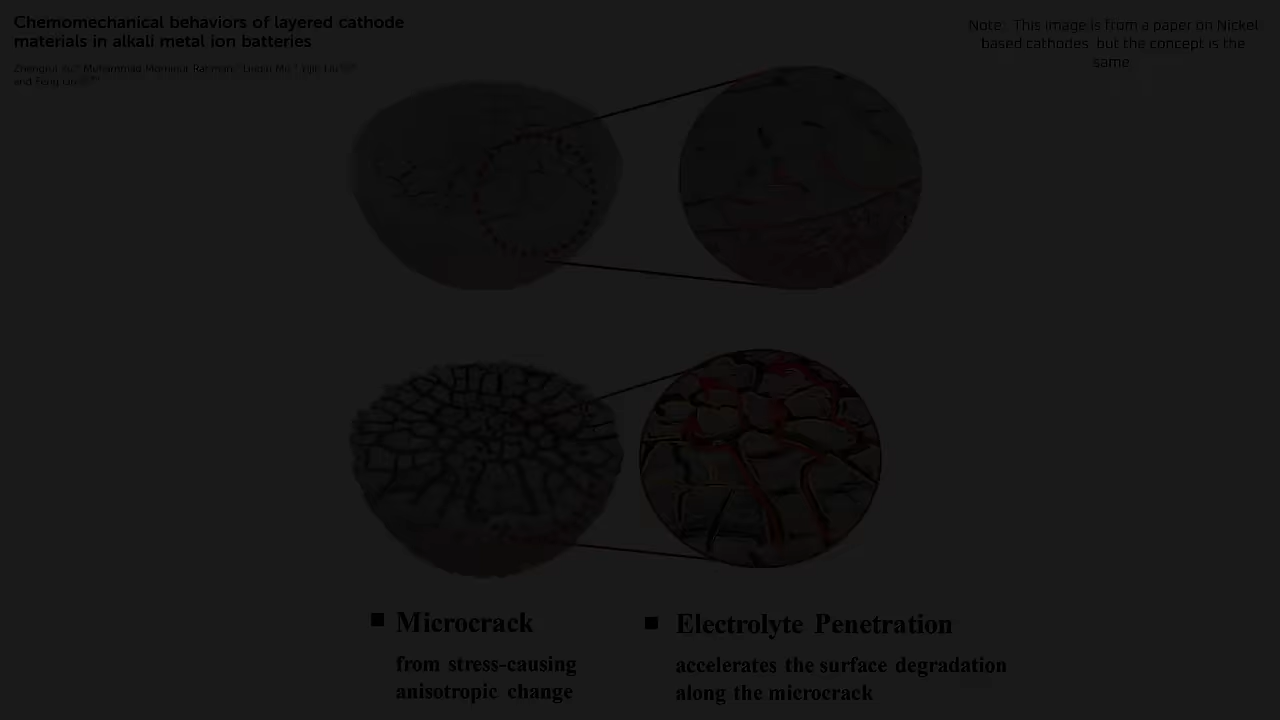 Chemomechanical behaviors of layered cathode
materials in alkali metal ion batteries
and Feng
Note: This image is from a paper on Nickel
based cathodes, but the concept is the
same
■ Microcrack
from stress-causing
anisotropic change
■ Electrolyte Penetration
accelerates the surface degradation
along the microcrack